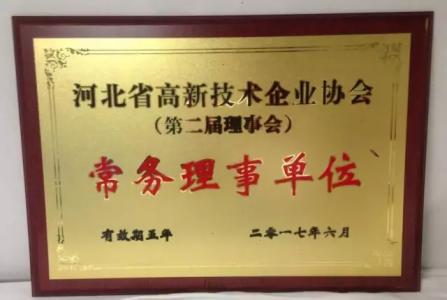 河北省高新技术企业协会
(第二届理事会)
常务理事单位
有效期五年 二零一七年六月